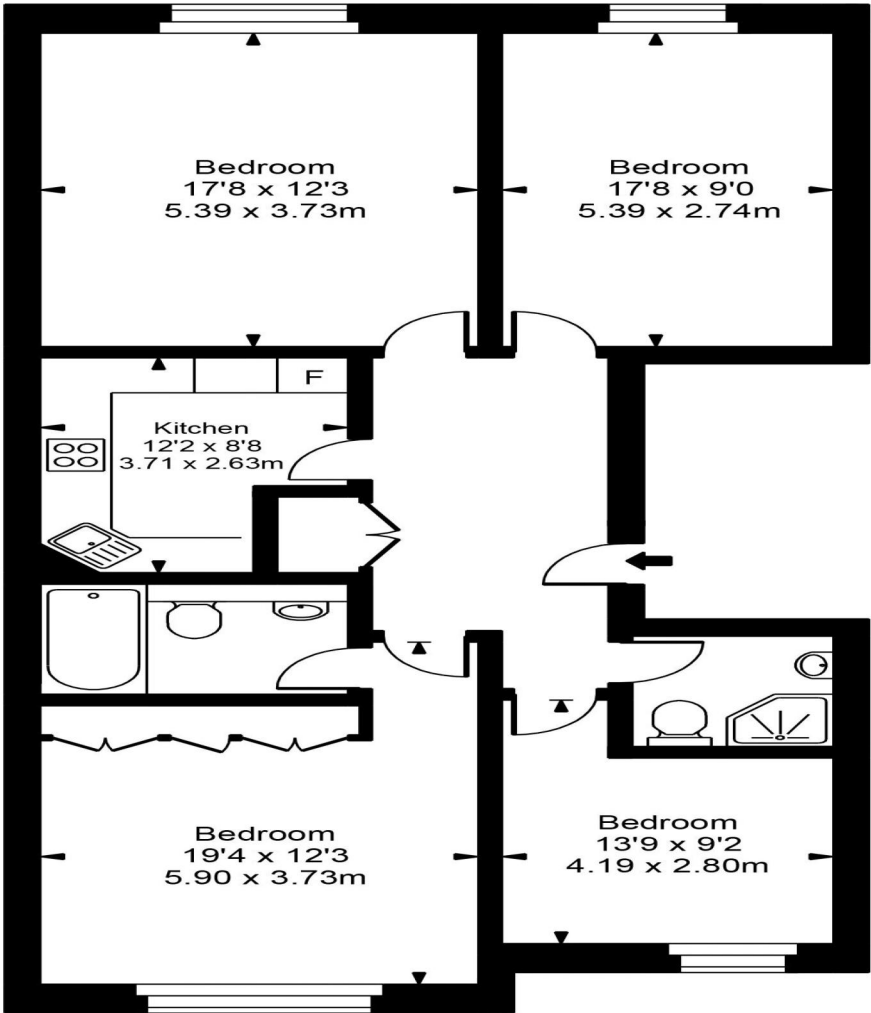 Bedroom
17'8 x 12'3
5.39 x 3.73m
Bedroom
17'8 x 9'0
5.39 x 2.74m
F
Kitchen
12'2 x 8'8
3.71 x 2.63m
Bedroom
19'4 x 12'3
5.90 x 3.73m
Bedroom
13'9 x 9'2
4.19 x 2.80m